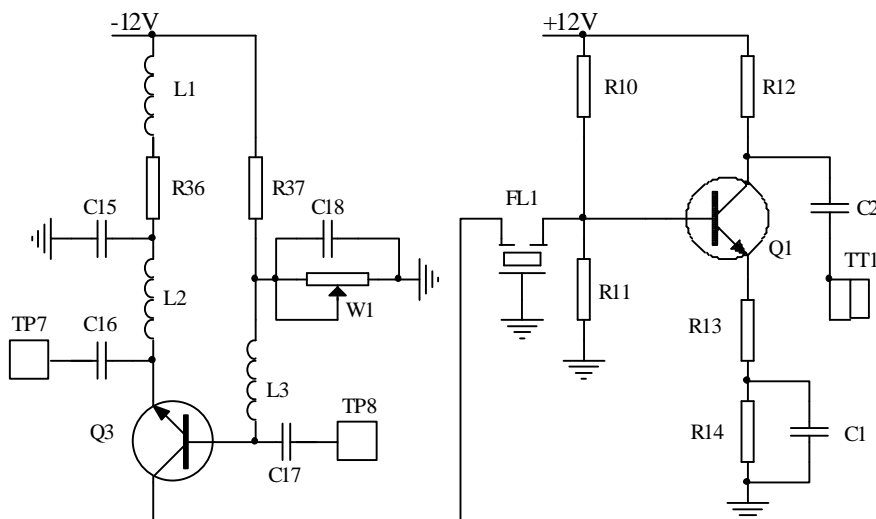 -12V
+12V
L1
R10
R12
R36
R37
FL1
C15
C18
C2
Q1
TT1
L2
W1
R11
TP7
C16
R13
L3
TP8
Q3
R14
C1
C17